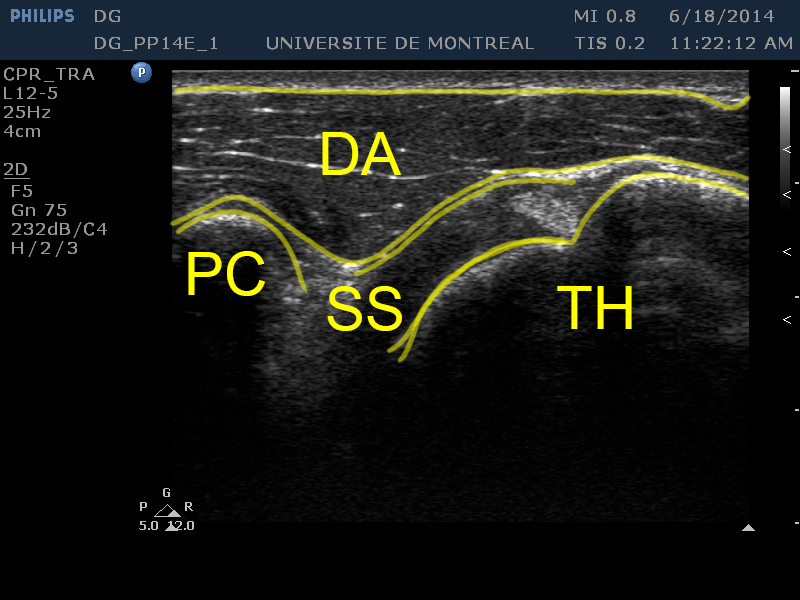 PHILIPS DG MI 0.8 6/18/2014
DG_PP14E_1 UNIVERSITE DE MONTREAL TIS 0.2 11:22:12 AM
CPR_TRA P
L12-5
25Hz
4cm
2D
F5
Gn 75
232dB/C4
H/2/3
DA
PC
SS
TH
G
P R
5.0 12.0